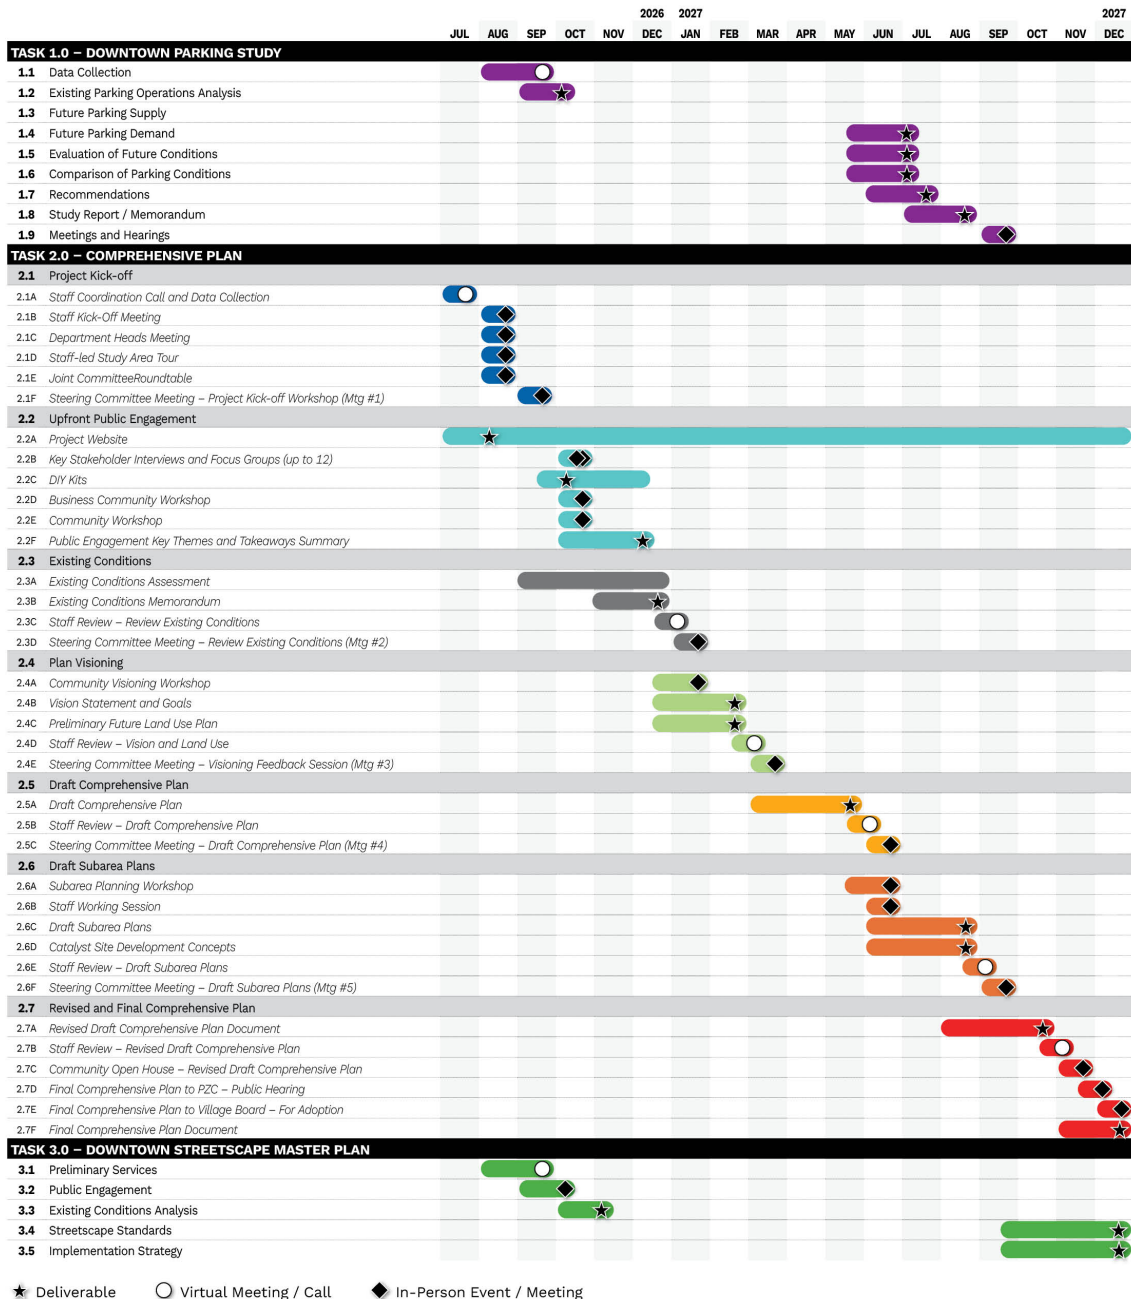 2026 2027 2027
JUL AUG SEP OCT NOV DEC JAN FEB MAR APR MAY JUN JUL AUG SEP OCT NOV DEC
TASK 1.0 – DOWNTOWN PARKING STUDY
1.1 Data Collection
1.2 Existing Parking Operations Analysis
1.3 Future Parking Supply
1.4 Future Parking Demand
1.5 Evaluation of Future Conditions
1.6 Comparison of Parking Conditions
1.7 Recommendations
1.8 Study Report / Memorandum
1.9 Meetings and Hearings
TASK 2.0 – COMPREHENSIVE PLAN
2.1 Project Kick-off
2.1A Staff Coordination Call and Data Collection
2.1B Staff Kick-Off Meeting
2.1C Department Heads Meeting
2.1D Staff-led Study Area Tour
2.1E Joint CommitteeRoundtable
2.1F Steering Committee Meeting – Project Kick-off Workshop (Mtg #1)
2.2 Upfront Public Engagement
2.2A Project Website
2.2B Key Stakeholder Interviews and Focus Groups (up to 12)
2.2C DIY Kits
2.2D Business Community Workshop
2.2E Community Workshop
2.2F Public Engagement Key Themes and Takeaways Summary
2.3 Existing Conditions
2.3A Existing Conditions Assessment
2.3B Existing Conditions Memorandum
2.3C Staff Review – Review Existing Conditions
2.3D Steering Committee Meeting – Review Existing Conditions (Mtg #2)
2.4 Plan Visioning
2.4A Community Visioning Workshop
2.4B Vision Statement and Goals
2.4C Preliminary Future Land Use Plan
2.4D Staff Review – Vision and Land Use
2.4E Steering Committee Meeting – Visioning Feedback Session (Mtg #3)
2.5 Draft Comprehensive Plan
2.5A Draft Comprehensive Plan
2.5B Staff Review – Draft Comprehensive Plan
2.5C Steering Committee Meeting – Draft Comprehensive Plan (Mtg #4)
2.6 Draft Subarea Plans
2.6A Subarea Planning Workshop
2.6B Staff Working Session
2.6C Draft Subarea Plans
2.6D Catalyst Site Development Concepts
2.6E Staff Review – Draft Subarea Plans
2.6F Steering Committee Meeting – Draft Subarea Plans (Mtg #5)
2.7 Revised and Final Comprehensive Plan
2.7A Revised Draft Comprehensive Plan Document
2.7B Staff Review – Revised Draft Comprehensive Plan
2.7C Community Open House – Revised Draft Comprehensive Plan
2.7D Final Comprehensive Plan to PZC – Public Hearing
2.7E Final Comprehensive Plan to Village Board – For Adoption
2.7F Final Comprehensive Plan Document
TASK 3.0 – DOWNTOWN STREETSCAPE MASTER PLAN
3.1 Preliminary Services
3.2 Public Engagement
3.3 Existing Conditions Analysis
3.4 Streetscape Standards
3.5 Implementation Strategy
Deliverable Virtual Meeting / Call In-Person Event / Meeting